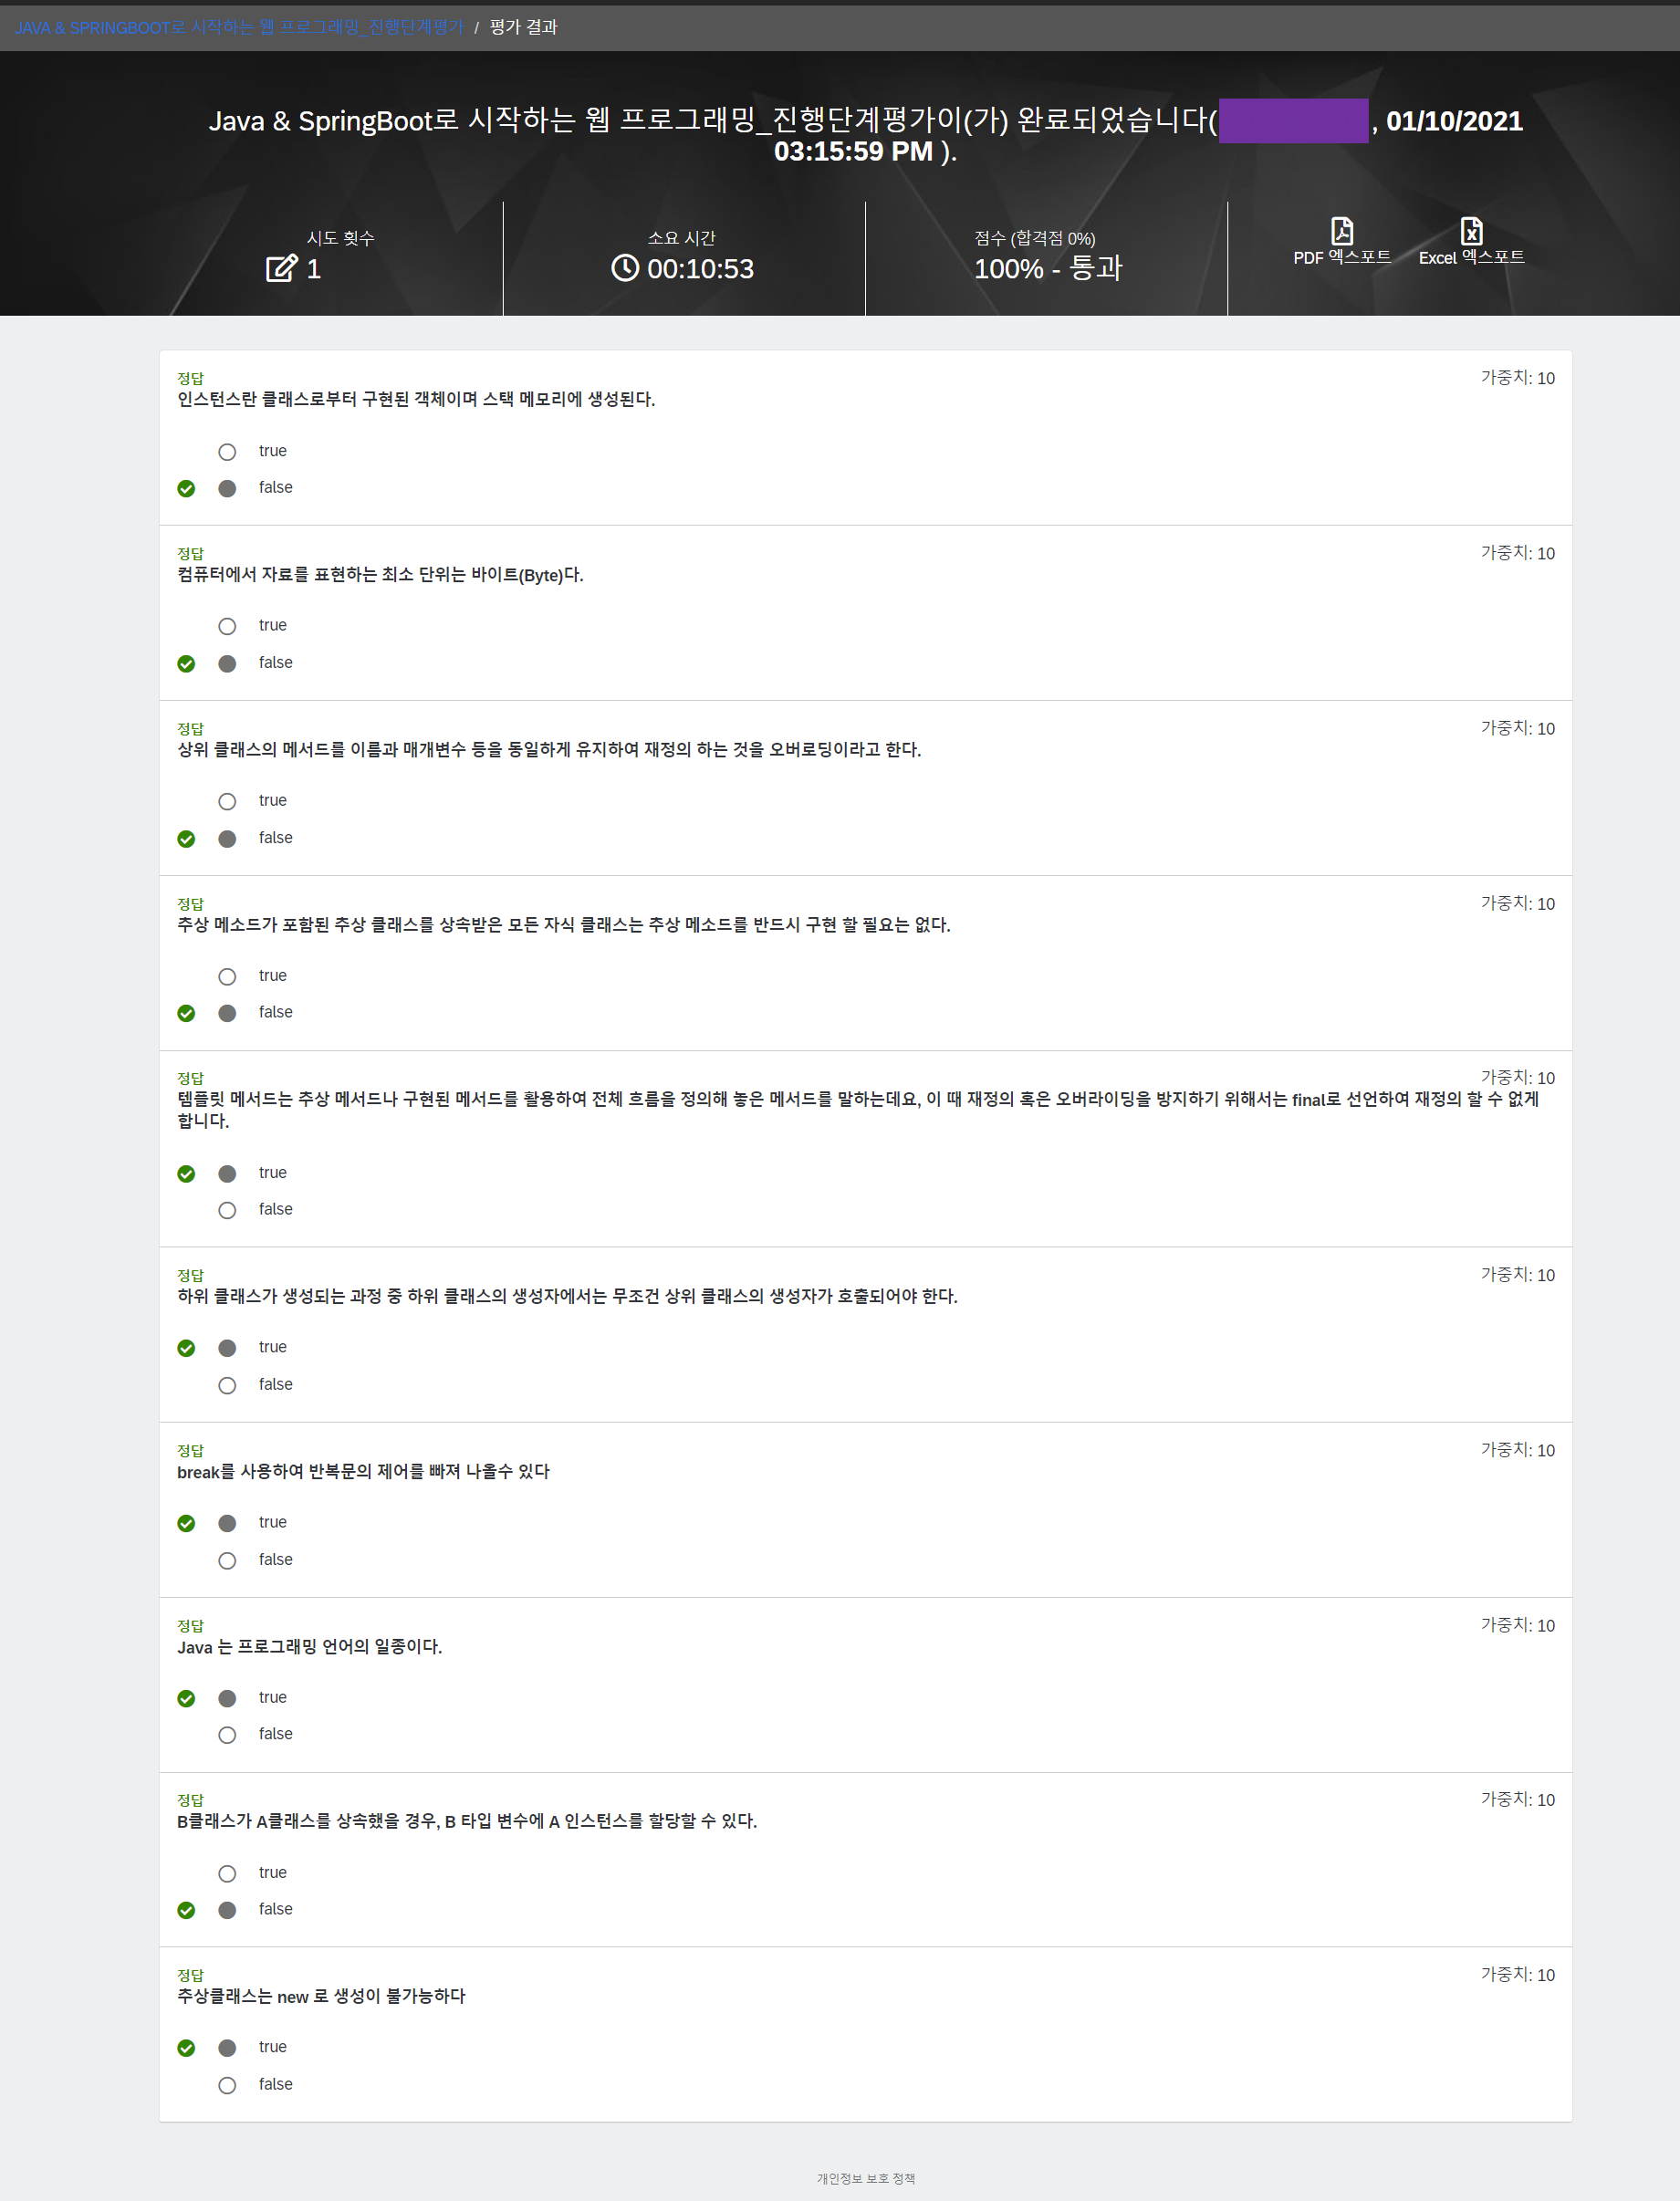 JAVA & SPRINGBOOT로 시작하는 웹 프로그래밍_진행단계평가 / 평가 결과
Java & SpringBoot로 시작하는 웹 프로그래밍_진행단계평가이(가) 완료되었습니다( , 01/10/2021
03:15:59 PM ).
시도 횟수
1
소요 시간
00:10:53
점수 (합격점 0%)
100% - 통과
PDF 엑스포트
Excel 엑스포트
정답
가중치: 10
인스턴스란 클래스로부터 구현된 객체이며 스택 메모리에 생성된다.
true
false
정답
가중치: 10
컴퓨터에서 자료를 표현하는 최소 단위는 바이트(Byte)다.
true
false
정답
가중치: 10
상위 클래스의 메서드를 이름과 매개변수 등을 동일하게 유지하여 재정의 하는 것을 오버로딩이라고 한다.
true
false
정답
가중치: 10
추상 메소드가 포함된 추상 클래스를 상속받은 모든 자식 클래스는 추상 메소드를 반드시 구현 할 필요는 없다.
true
false
정답
가중치: 10
템플릿 메서드는 추상 메서드나 구현된 메서드를 활용하여 전체 흐름을 정의해 놓은 메서드를 말하는데요, 이 때 재정의 혹은 오버라이딩을 방지하기 위해서는 final로 선언하여 재정의 할 수 없게
합니다.
true
false
정답
가중치: 10
하위 클래스가 생성되는 과정 중 하위 클래스의 생성자에서는 무조건 상위 클래스의 생성자가 호출되어야 한다.
true
false
정답
가중치: 10
break를 사용하여 반복문의 제어를 빠져 나올수 있다
true
false
정답
가중치: 10
Java 는 프로그래밍 언어의 일종이다.
true
false
정답
가중치: 10
B클래스가 A클래스를 상속했을 경우, B 타입 변수에 A 인스턴스를 할당할 수 있다.
true
false
정답
가중치: 10
추상클래스는 new 로 생성이 불가능하다
true
false
개인정보 보호 정책